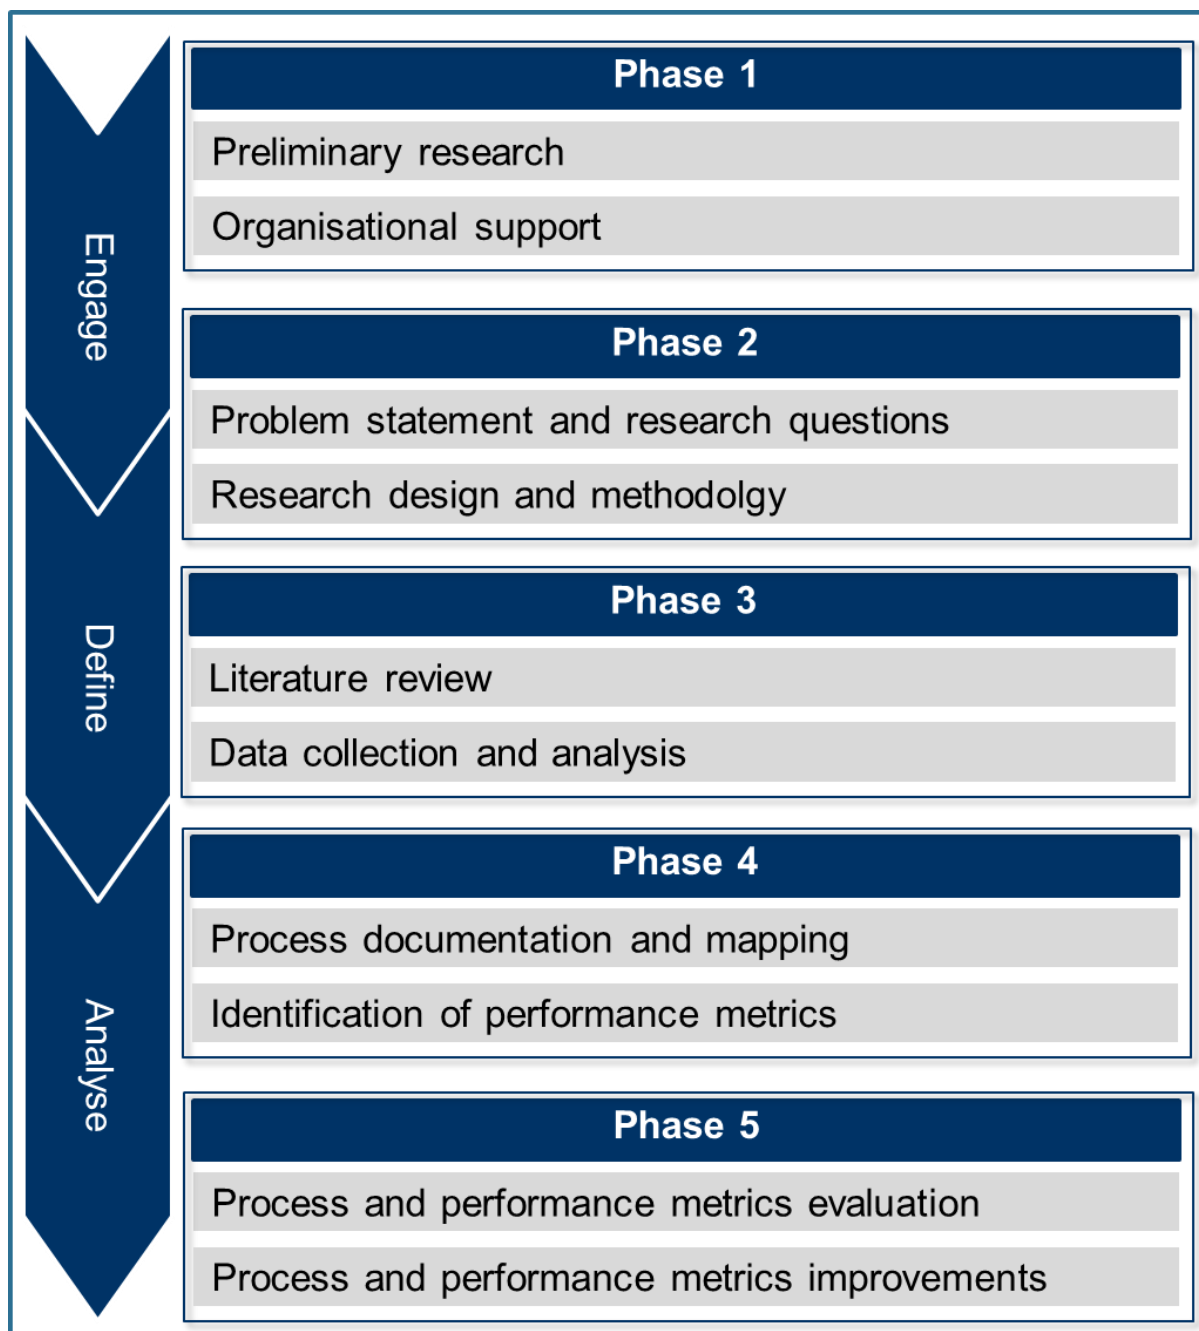 Engage
Define
Analyse
Phase 1
Preliminary research
Organisational support
Phase 2
Problem statement and research questions
Research design and methodolgy
Phase 3
Literature review
Data collection and analysis
Phase 4
Process documentation and mapping
Identification of performance metrics
Phase 5
Process and performance metrics evaluation
Process and performance metrics improvements